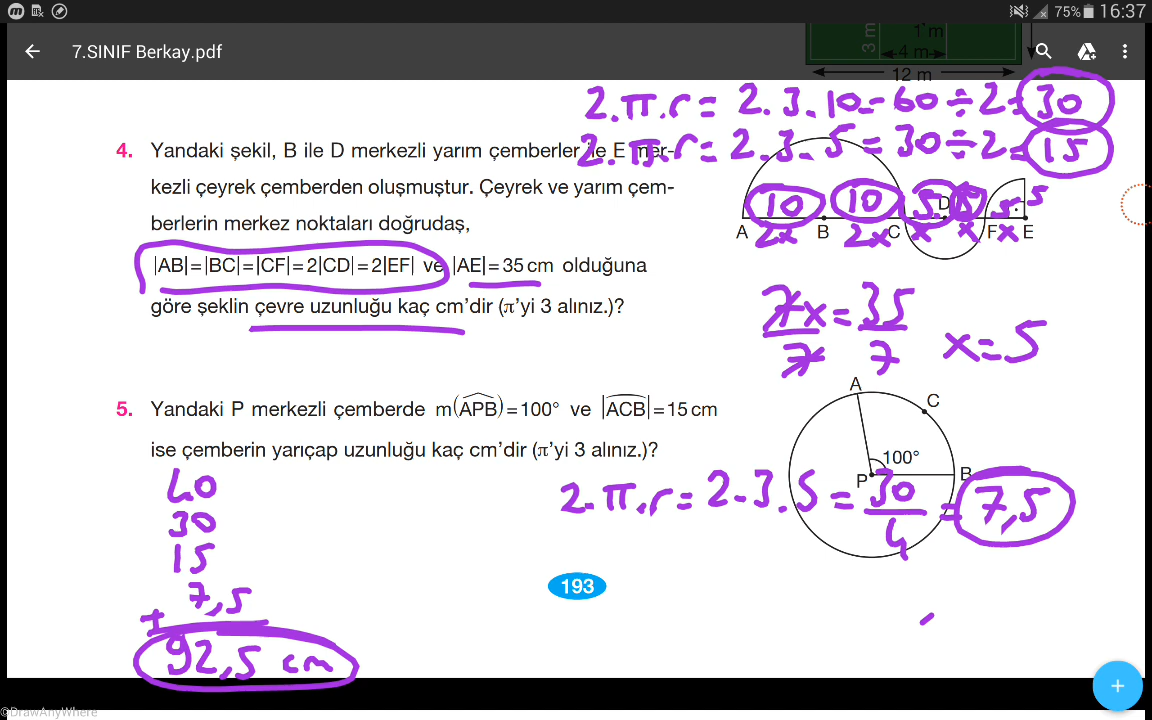 75% 16:37
7.SINIF Berkay.pdf
3 m
1 m
4 m
12 m
2.π.r = 2.3.10 = 60 ÷ 2 = 30
2.π.r = 2.3.5 = 30 ÷ 2 = 15
4. Yandaki şekil, B ile D merkezli yarım çemberler ile E mer-
kezli çeyrek çemberden oluşmuştur. Çeyrek ve yarım çem-
berlerin merkez noktaları doğrudaş,
|AB|=|BC|=|CF|=2|CD|=2|EF| ve |AE|=35 cm olduğuna
göre şeklin çevre uzunluğu kaç cm'dir (π'yi 3 alınız.)?
10 10 5 D 5 5 5
A 2x B 2x C x x F x E
7x/7 = 35/7 x = 5
5. Yandaki P merkezli çemberde m(APB)=100° ve |ACB|=15 cm
ise çemberin yarıçap uzunluğu kaç cm'dir (π'yi 3 alınız.)?
A
C
100°
P
B
2.π.r = 2.3.5 = 30/4 = 7,5
40
30
15
7,5
+
92,5 cm
193
+
©DrawAnyWhere